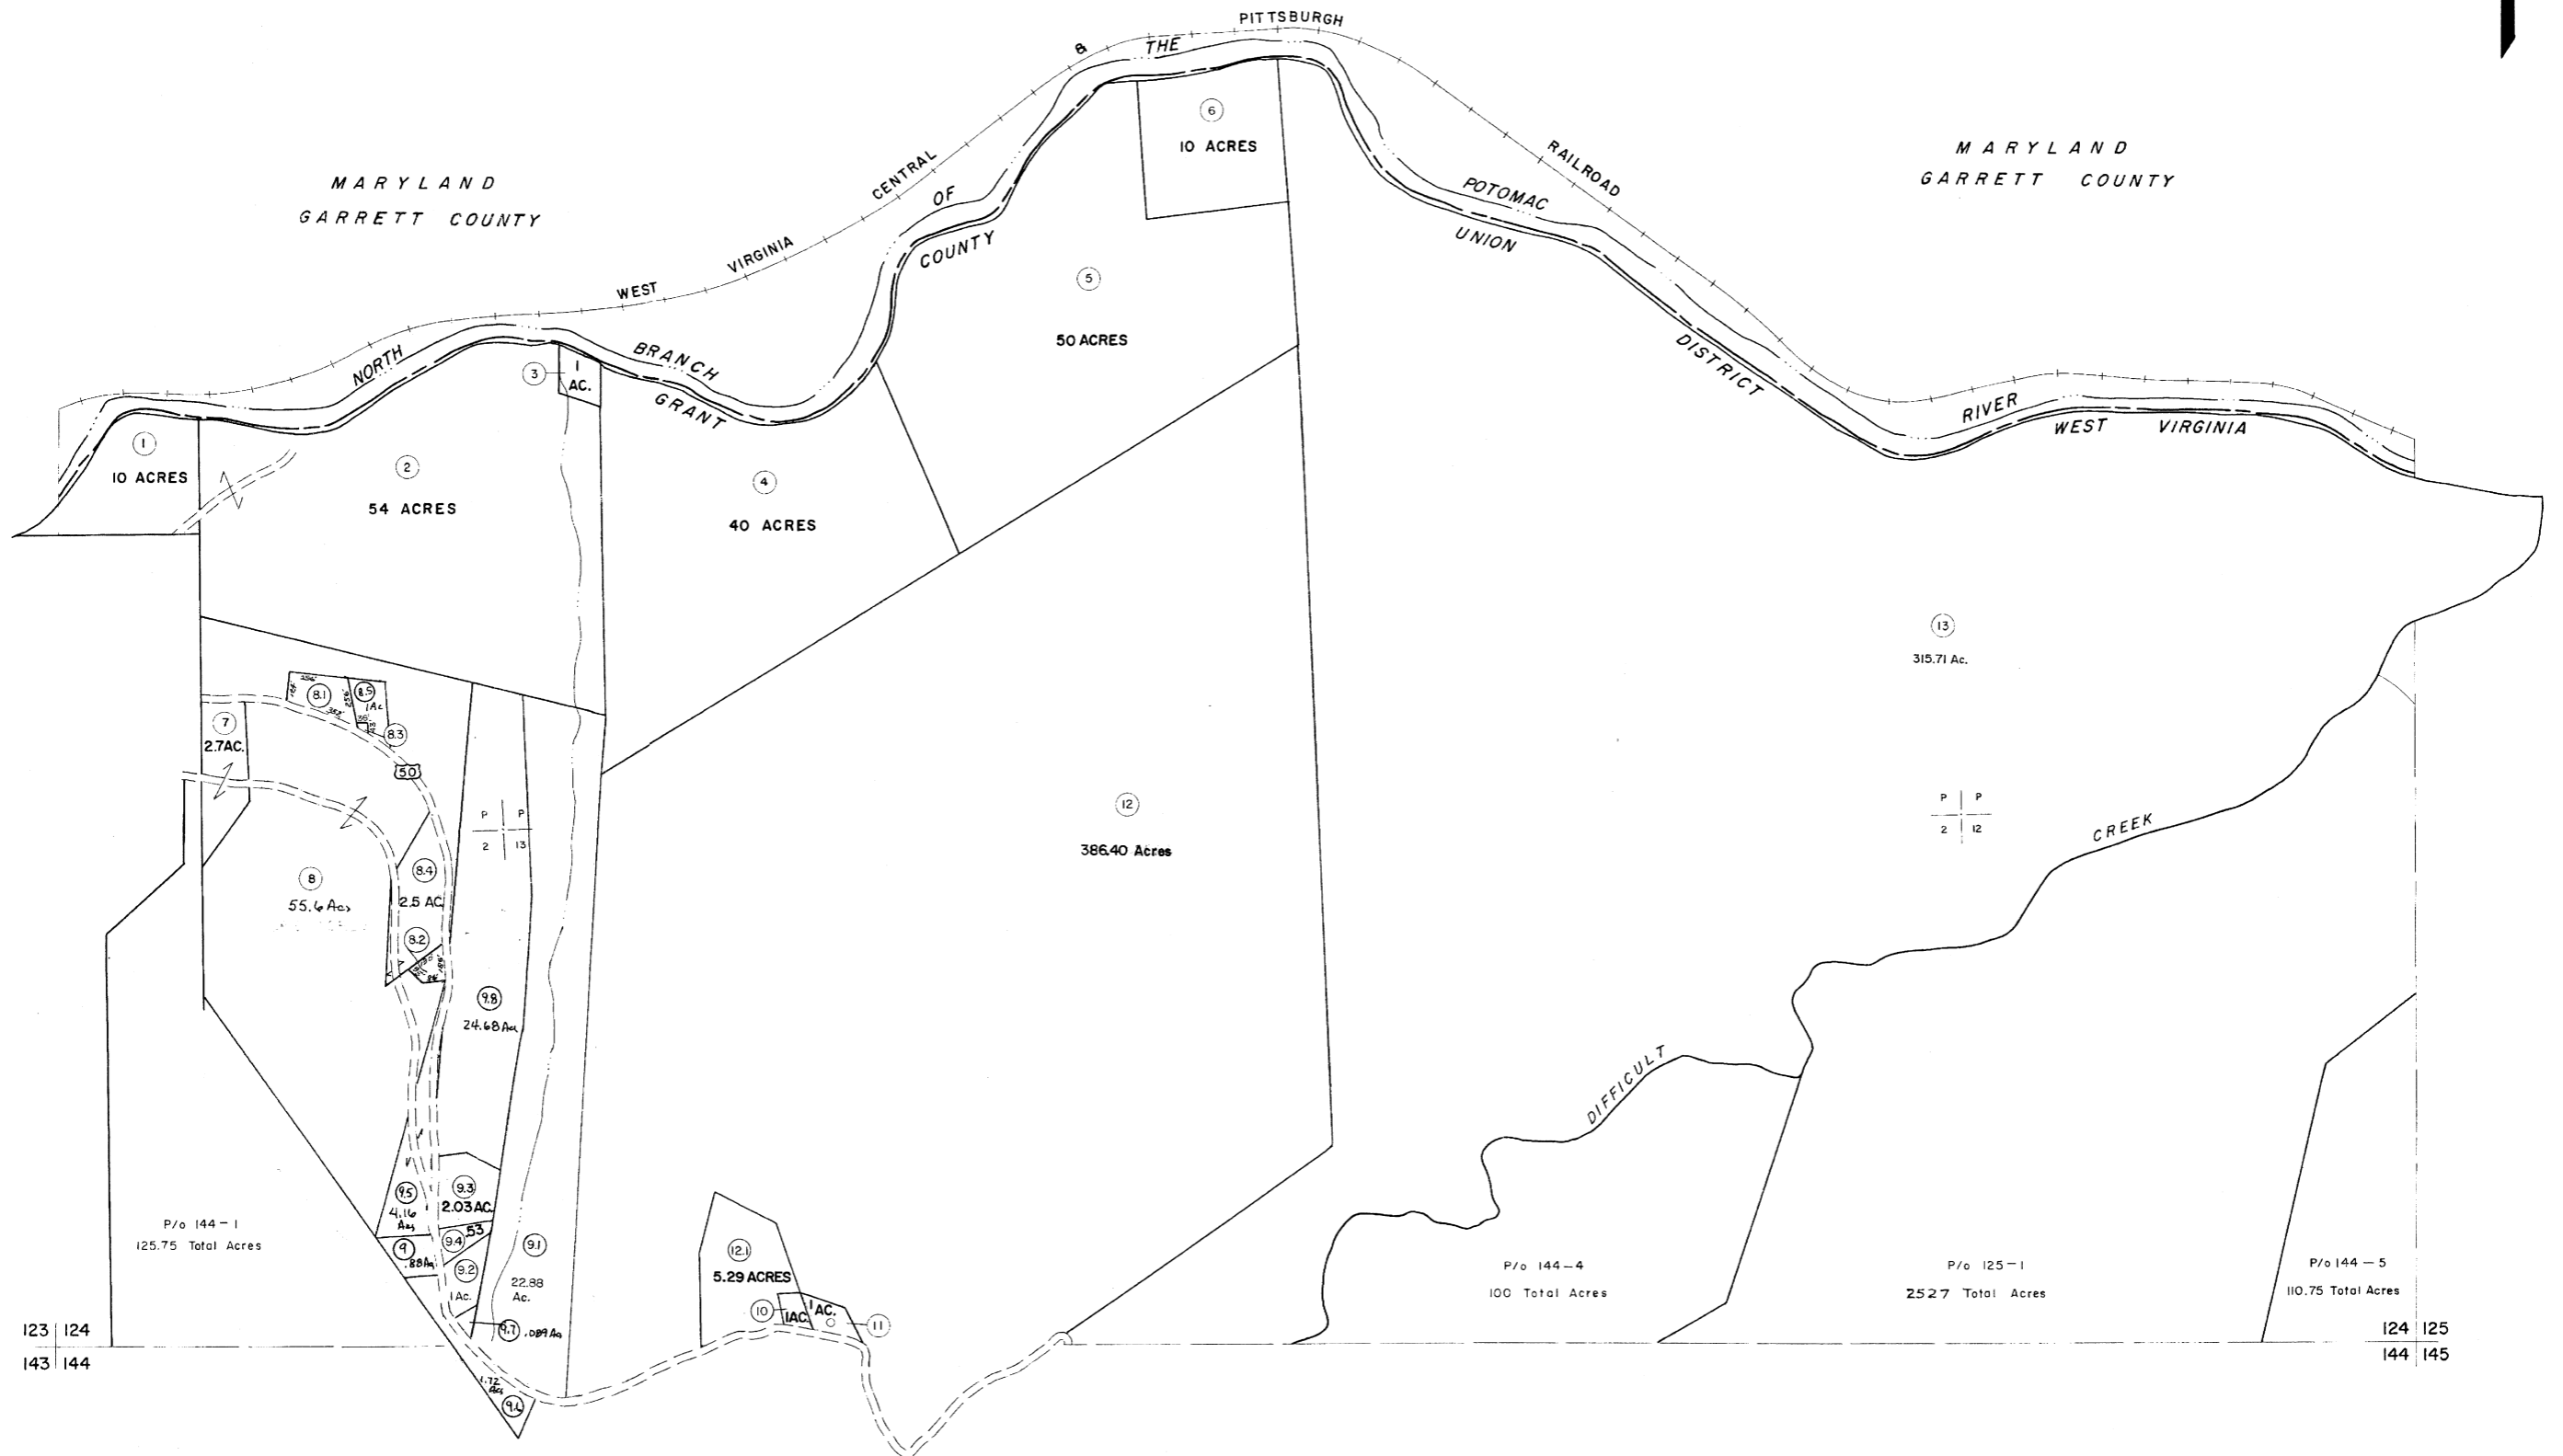 PITTSBURGH
&
THE
6
10 ACRES
MARYLAND
GARRETT COUNTY
MARYLAND
GARRETT COUNTY
CENTRAL
RAILROAD
OF
POTOMAC
COUNTY
UNION
VIRGINIA
WEST
5
50 ACRES
NORTH
BRANCH
GRANT
DISTRICT
3
1
AC.
RIVER
WEST VIRGINIA
1
10 ACRES
2
54 ACRES
4
40 ACRES
13
315.71 Ac.
8.1
8.5
1Ac
256'
7
2.7AC.
8.3
50
P P
2 13
12
386.40 Acres
P P
2 12
CREEK
8
55.6 Acs
8.4
2.5 AC
8.2
9.8
24.68 Acs
DIFFICULT
9.5
4.16
Acs
9.3
2.03 AC.
9.4 .53
9
.88 Acs
9.2
1 Ac.
9.1
22.88
Ac.
9.7 .089 Acs
1.72
Acs
9.6
P/o 144-1
125.75 Total Acres
12.1
5.29 ACRES
10
1AC.
1 AC.
11
P/o 144-4
100 Total Acres
P/o 125-1
2527 Total Acres
P/o 144-5
110.75 Total Acres
123 124
143 144
124 125
144 145